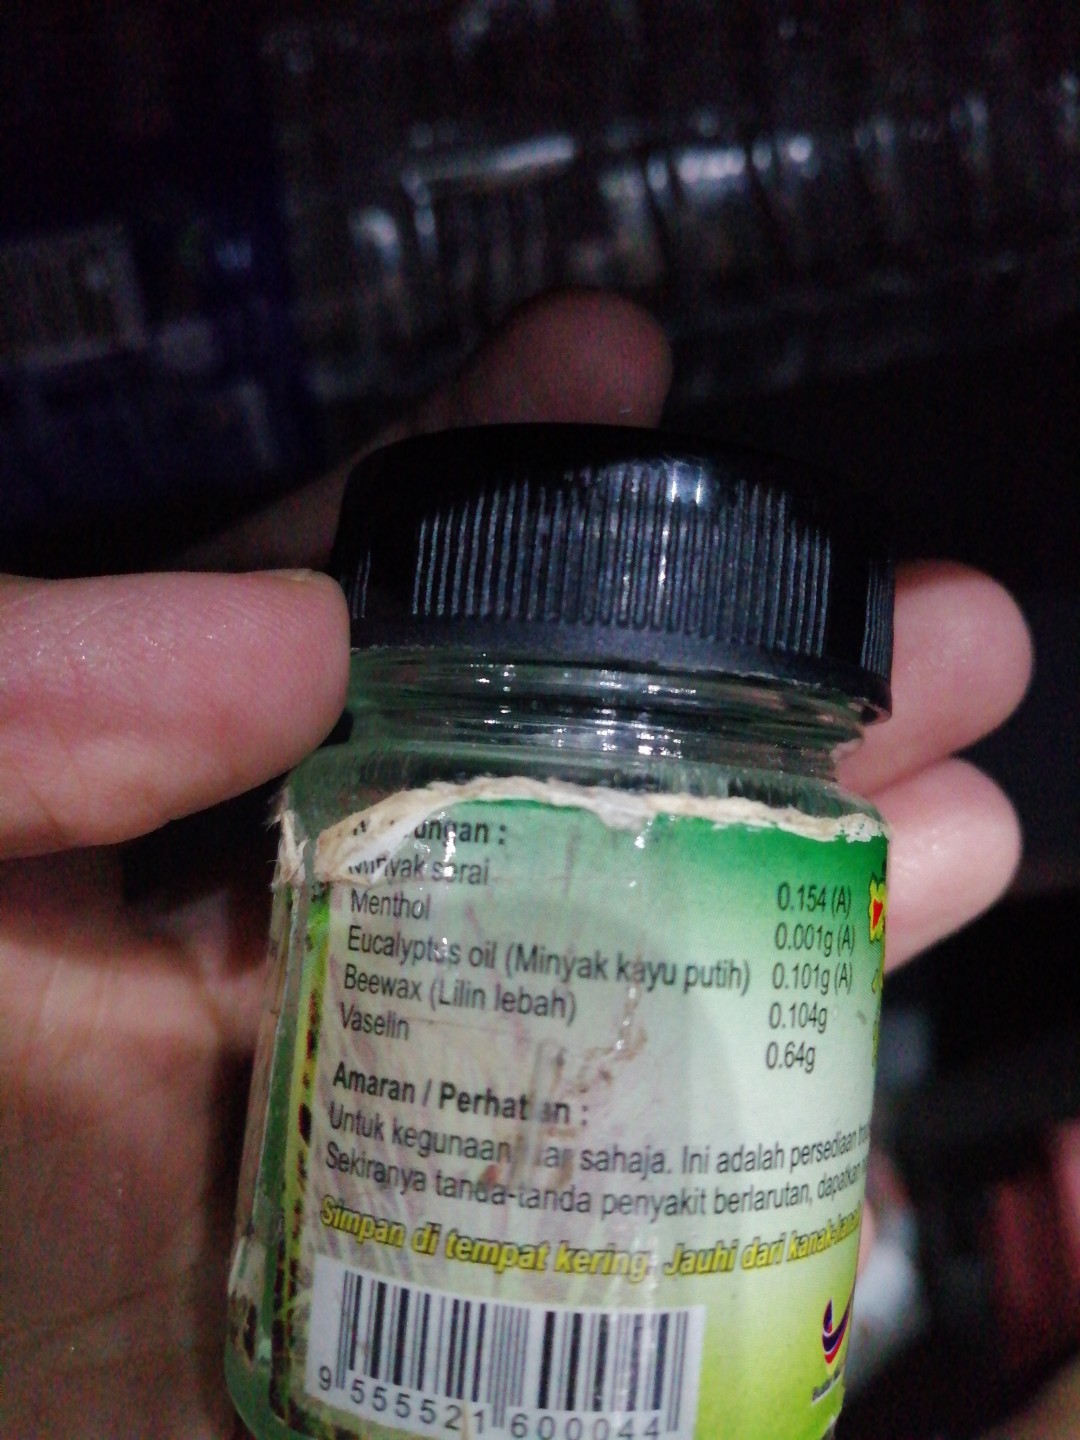 ungan :
Minyak serai 0.154 (A)
Menthol 0.001g (A)
Eucalyptus oil (Minyak kayu putih) 0.101g (A)
Beewax (Lilin lebah) 0.104g
Vaselin 0.64g
Amaran / Perhat an :
Untuk kegunaan lar sahaja. Ini adalah persediaan
Sekiranya tanda-tanda penyakit berlarutan, dapatkan
Simpan di tempat kering. Jauhi dari
9 555521 600044